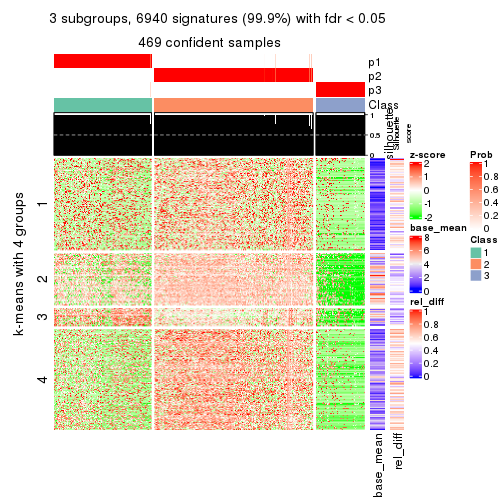 3 subgroups, 6940 signatures (99.9%) with fdr < 0.05
469 confident samples
p1
p2
p3
Class
1
0.5
0
silhouette
Silhouette
score
k-means with 4 groups
1
2
3
4
base_mean
rel_diff
z-score
2
1
0
-1
-2
base_mean
8
6
4
2
0
rel_diff
1
0.8
0.6
0.4
0.2
0
Prob
1
0.8
0.6
0.4
0.2
0
Class
1
2
3